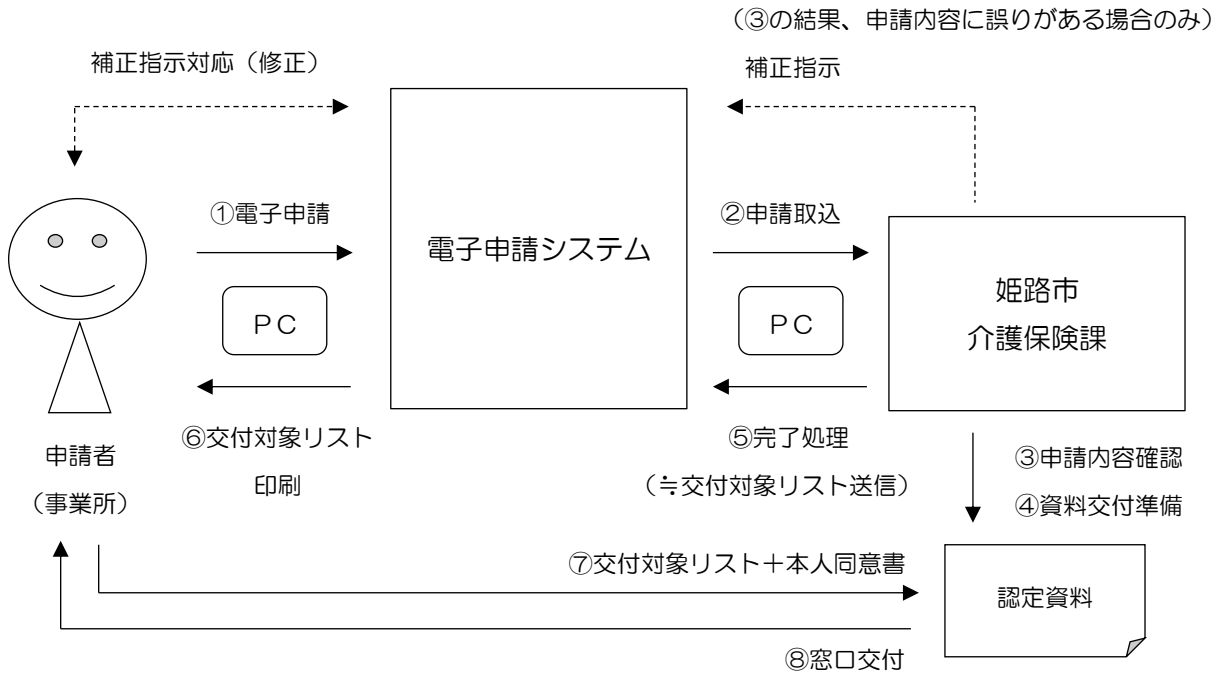 （③の結果、申請内容に誤りがある場合のみ）
補正指示対応（修正）
補正指示
①電子申請
電子申請システム
②申請取込
姫路市
介護保険課
ＰＣ
ＰＣ
⑥交付対象リスト
印刷
⑤完了処理
（≒交付対象リスト送信）
③申請内容確認
④資料交付準備
申請者
（事業所）
⑦交付対象リスト＋本人同意書
認定資料
⑧窓口交付